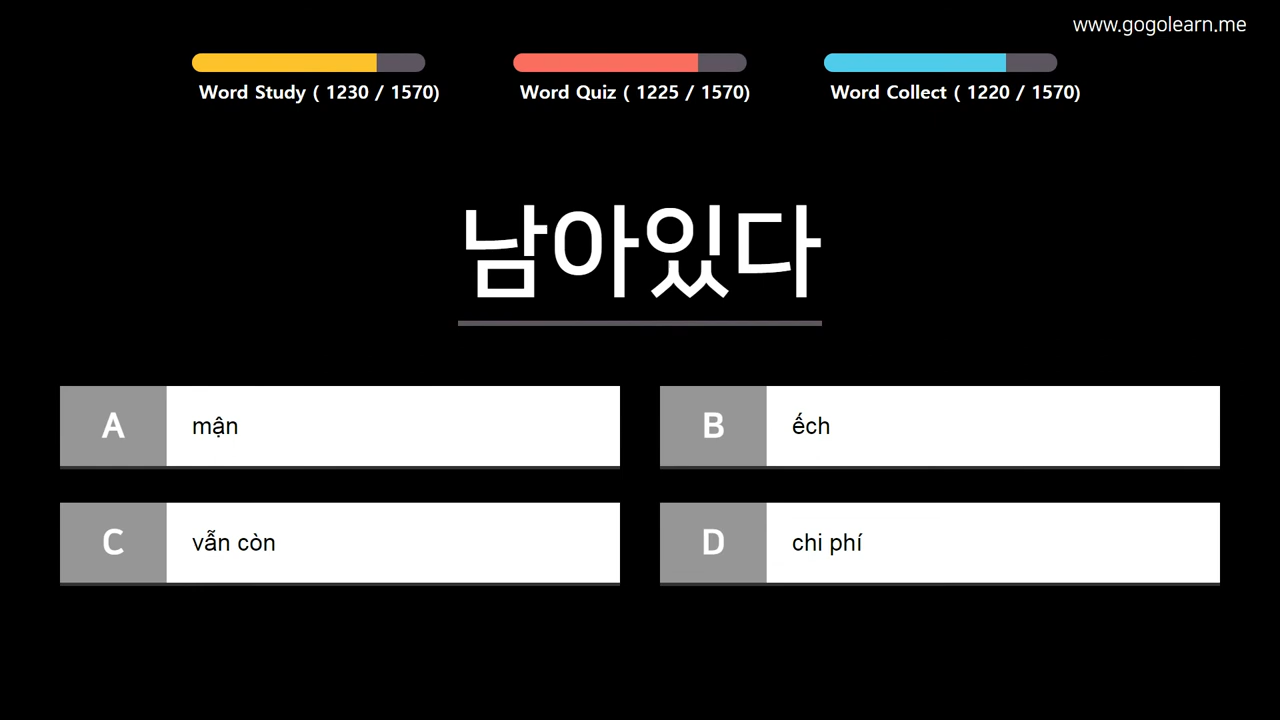 www.gogolearn.me
Word Study ( 1230 / 1570)
Word Quiz ( 1225 / 1570)
Word Collect ( 1220 / 1570)
남아있다
A mận
B ếch
C vẫn còn
D chi phí